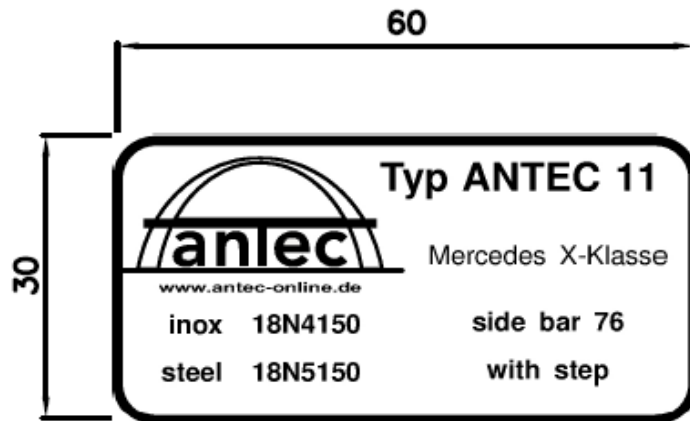 60
30
Typ ANTEC 11
antec
Mercedes X-Klasse
www.antec-online.de
inox 18N4150 side bar 76
steel 18N5150 with step